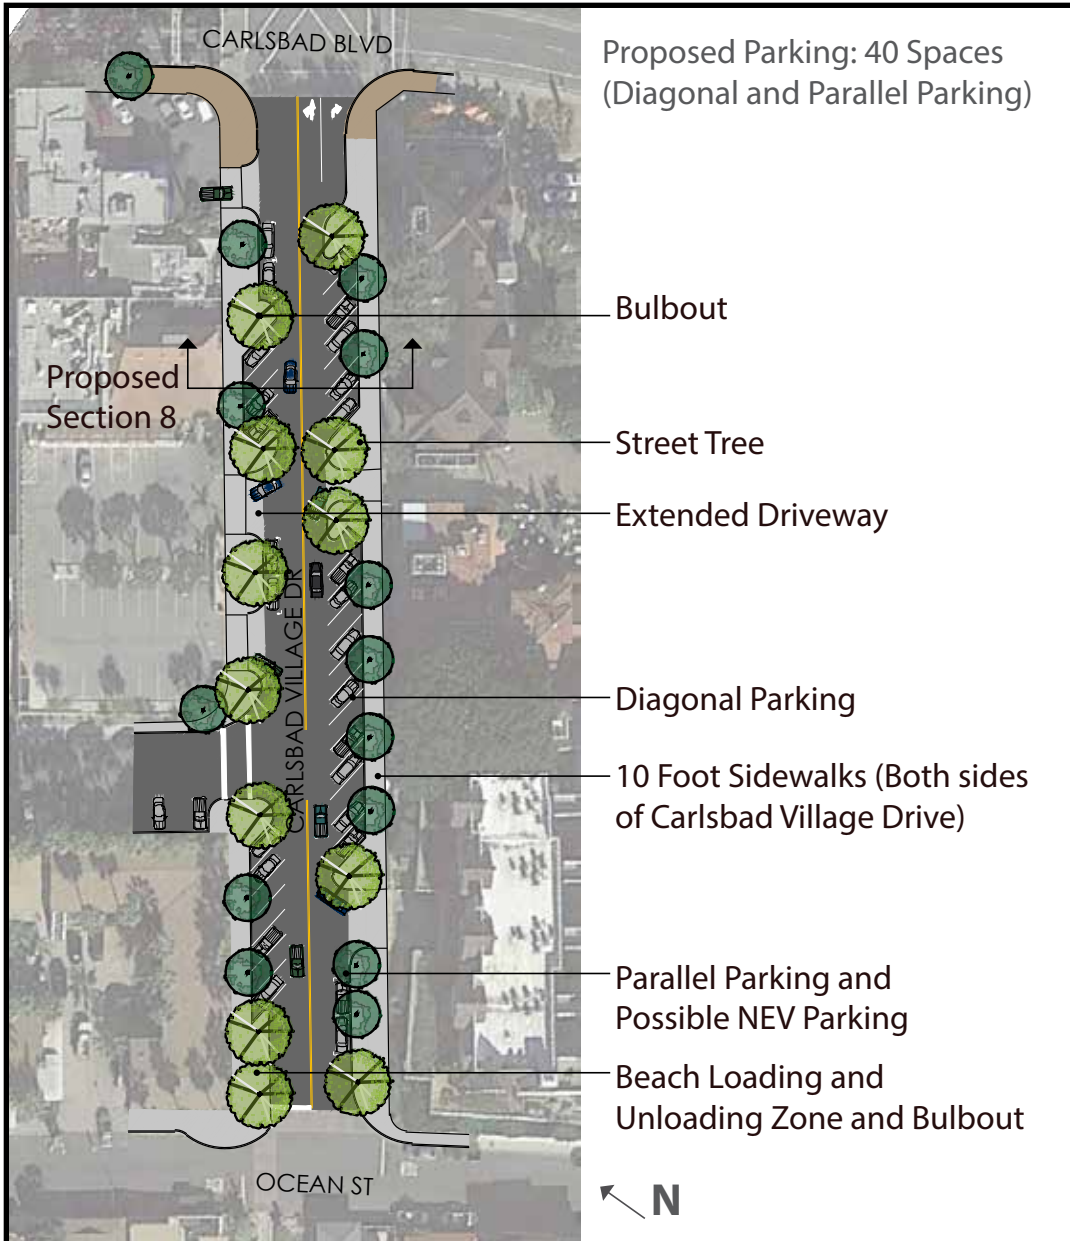 CARLSBAD BLVD
Proposed Parking: 40 Spaces
(Diagonal and Parallel Parking)
Bulbout
Proposed
Section 8
Street Tree
Extended Driveway
CARLSBAD VILLAGE DR
Diagonal Parking
10 Foot Sidewalks (Both sides
of Carlsbad Village Drive)
Parallel Parking and
Possible NEV Parking
Beach Loading and
Unloading Zone and Bulbout
OCEAN ST
N